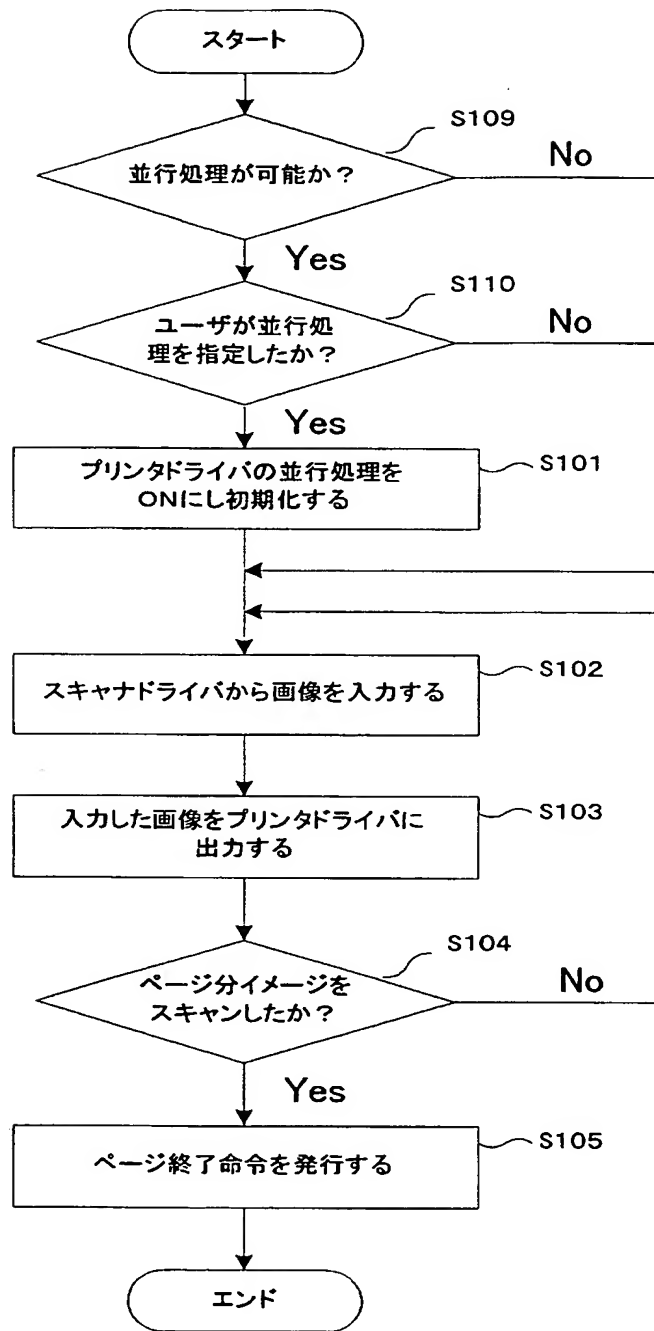 スタート
S109
並行処理が可能か?
No
Yes
S110
ユーザが並行処
理を指定したか?
No
Yes
プリンタドライバの並行処理を
ONにし初期化する
S101
スキャナドライバから画像を入力する
S102
入力した画像をプリンタドライバに
出力する
S103
S104
ページ分イメージを
スキャンしたか?
No
Yes
ページ終了命令を発行する
S105
エンド